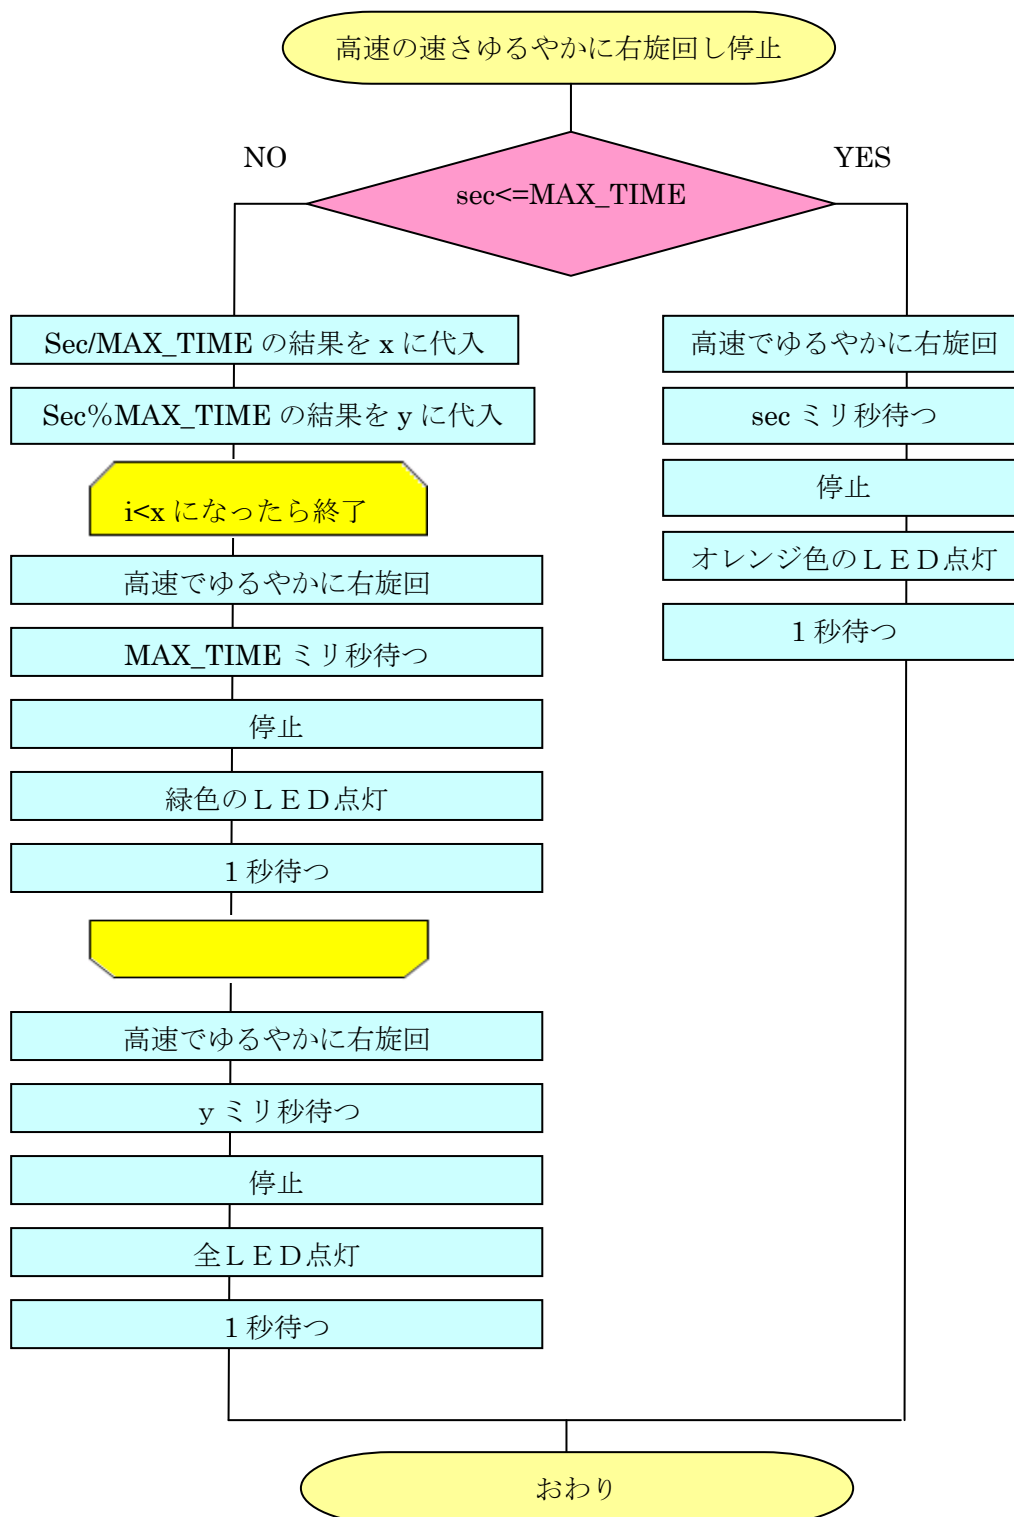 高速の速さゆるやかに右旋回し停止
NO
YES
sec<=MAX_TIME
Sec/MAX_TIME の結果を x に代入
Sec%MAX_TIME の結果を y に代入
i<x になったら終了
高速でゆるやかに右旋回
MAX_TIME ミリ秒待つ
停止
緑色のＬＥＤ点灯
1 秒待つ
高速でゆるやかに右旋回
y ミリ秒待つ
停止
全ＬＥＤ点灯
1 秒待つ
高速でゆるやかに右旋回
sec ミリ秒待つ
停止
オレンジ色のＬＥＤ点灯
1 秒待つ
おわり